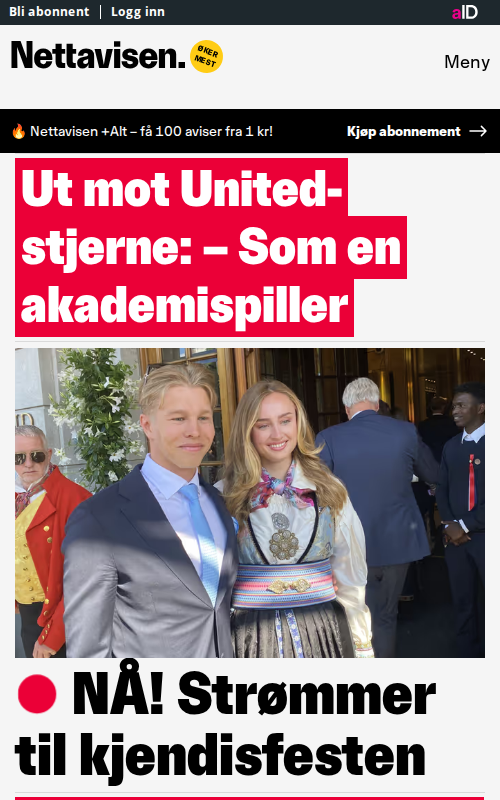 Bli abonnent | Logg inn
aID
Nettavisen.
ØKER
MEST
Meny
🔥 Nettavisen +Alt – få 100 aviser fra 1 kr!
Kjøp abonnement →
Ut mot United-
stjerne: – Som en
akademispiller
NÅ! Strømmer
til kjendisfesten